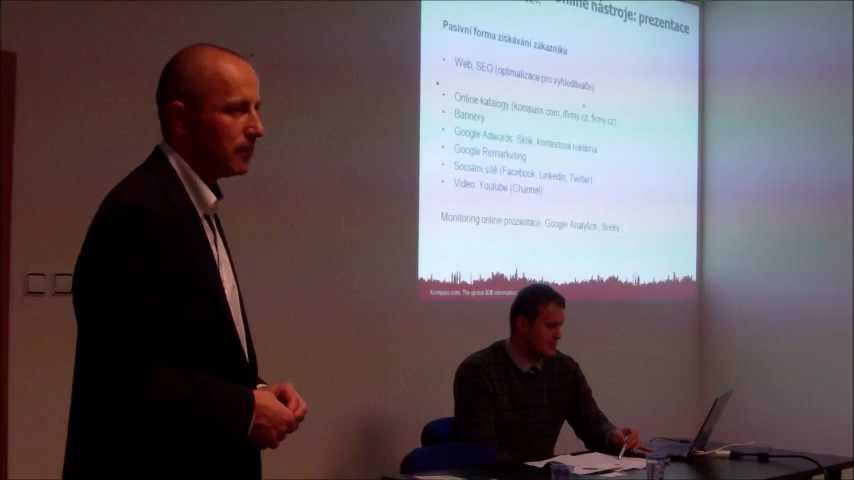 nástroje: prezentace
Pasivní forma získávání zákazníků
Web, SEO (optimalizace pro vyhledávače)
Online katalogy (kompass.com, ifirmy.cz, firmy.cz)
Bannery
Google Adwords, Sklik, kontextová reklama
Google Remarketing
Sociální sítě (Facebook, Linkedin, Twitter)
Video: Youtube (Channel)
Monitoring online prezentace: Google Analytics,
Kompass.com. The global B2B information